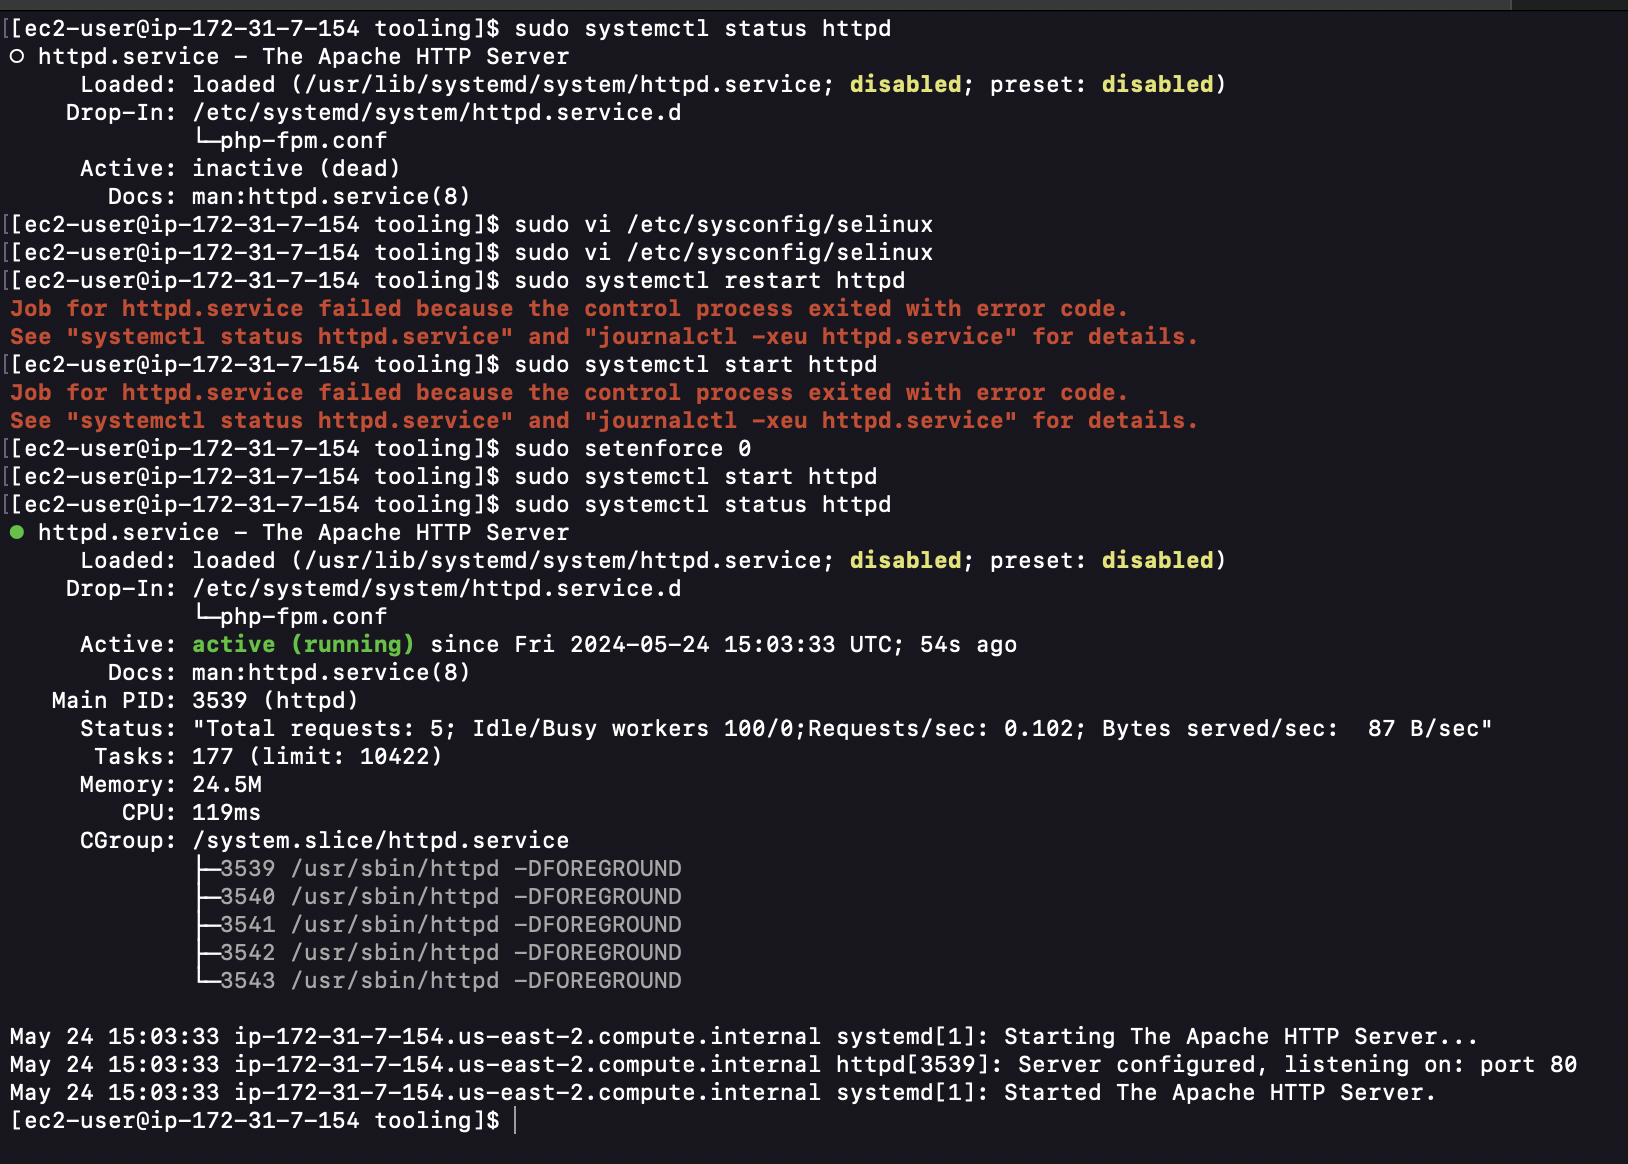 [[ec2-user@ip-172-31-7-154 tooling]$ sudo systemctl status httpd
○ httpd.service - The Apache HTTP Server
     Loaded: loaded (/usr/lib/systemd/system/httpd.service; disabled; preset: disabled)
    Drop-In: /etc/systemd/system/httpd.service.d
             └─php-fpm.conf
     Active: inactive (dead)
       Docs: man:httpd.service(8)
[[ec2-user@ip-172-31-7-154 tooling]$ sudo vi /etc/sysconfig/selinux
[[ec2-user@ip-172-31-7-154 tooling]$ sudo vi /etc/sysconfig/selinux
[[ec2-user@ip-172-31-7-154 tooling]$ sudo systemctl restart httpd
Job for httpd.service failed because the control process exited with error code.
See "systemctl status httpd.service" and "journalctl -xeu httpd.service" for details.
[[ec2-user@ip-172-31-7-154 tooling]$ sudo systemctl start httpd
Job for httpd.service failed because the control process exited with error code.
See "systemctl status httpd.service" and "journalctl -xeu httpd.service" for details.
[[ec2-user@ip-172-31-7-154 tooling]$ sudo setenforce 0
[[ec2-user@ip-172-31-7-154 tooling]$ sudo systemctl start httpd
[[ec2-user@ip-172-31-7-154 tooling]$ sudo systemctl status httpd
● httpd.service - The Apache HTTP Server
     Loaded: loaded (/usr/lib/systemd/system/httpd.service; disabled; preset: disabled)
    Drop-In: /etc/systemd/system/httpd.service.d
             └─php-fpm.conf
     Active: active (running) since Fri 2024-05-24 15:03:33 UTC; 54s ago
       Docs: man:httpd.service(8)
   Main PID: 3539 (httpd)
     Status: "Total requests: 5; Idle/Busy workers 100/0;Requests/sec: 0.102; Bytes served/sec:  87 B/sec"
      Tasks: 177 (limit: 10422)
     Memory: 24.5M
        CPU: 119ms
     CGroup: /system.slice/httpd.service
             ├─3539 /usr/sbin/httpd -DFOREGROUND
             ├─3540 /usr/sbin/httpd -DFOREGROUND
             ├─3541 /usr/sbin/httpd -DFOREGROUND
             ├─3542 /usr/sbin/httpd -DFOREGROUND
             └─3543 /usr/sbin/httpd -DFOREGROUND
May 24 15:03:33 ip-172-31-7-154.us-east-2.compute.internal systemd[1]: Starting The Apache HTTP Server...
May 24 15:03:33 ip-172-31-7-154.us-east-2.compute.internal httpd[3539]: Server configured, listening on: port 80
May 24 15:03:33 ip-172-31-7-154.us-east-2.compute.internal systemd[1]: Started The Apache HTTP Server.
[ec2-user@ip-172-31-7-154 tooling]$